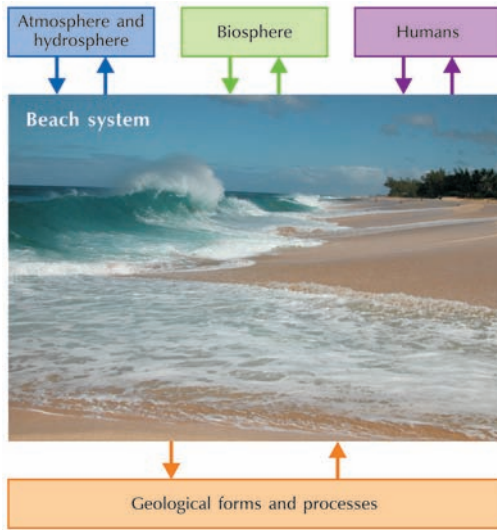 Atmosphere and
hydrosphere
Biosphere
Humans
Beach system
Geological forms and processes